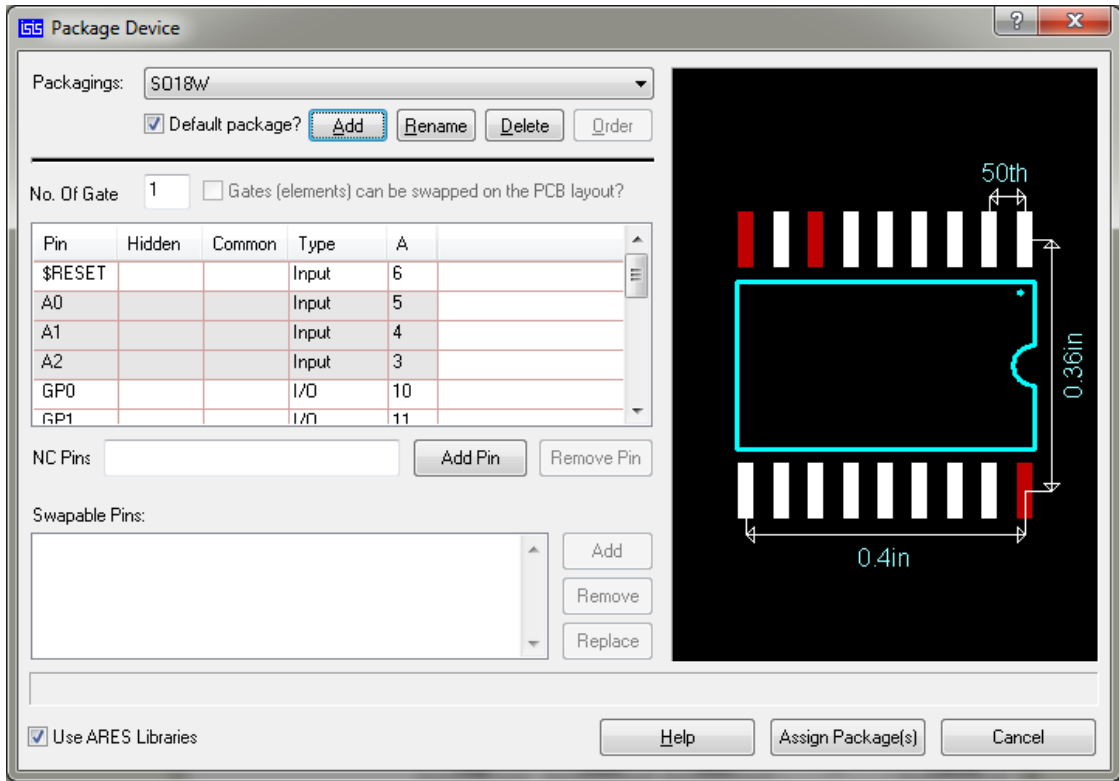 isis Package Device
Packagings: SO18W
Default package? Add Rename Delete Order
No. Of Gate 1 Gates (elements) can be swapped on the PCB layout?
Pin Hidden Common Type A
$RESET Input 6
A0 Input 5
A1 Input 4
A2 Input 3
GP0 I/O 10
GP1 I/O 11
NC Pins Add Pin Remove Pin
Swapable Pins:
Add
Remove
Replace
50th
0.36in
0.4in
Use ARES Libraries Help Assign Package(s) Cancel